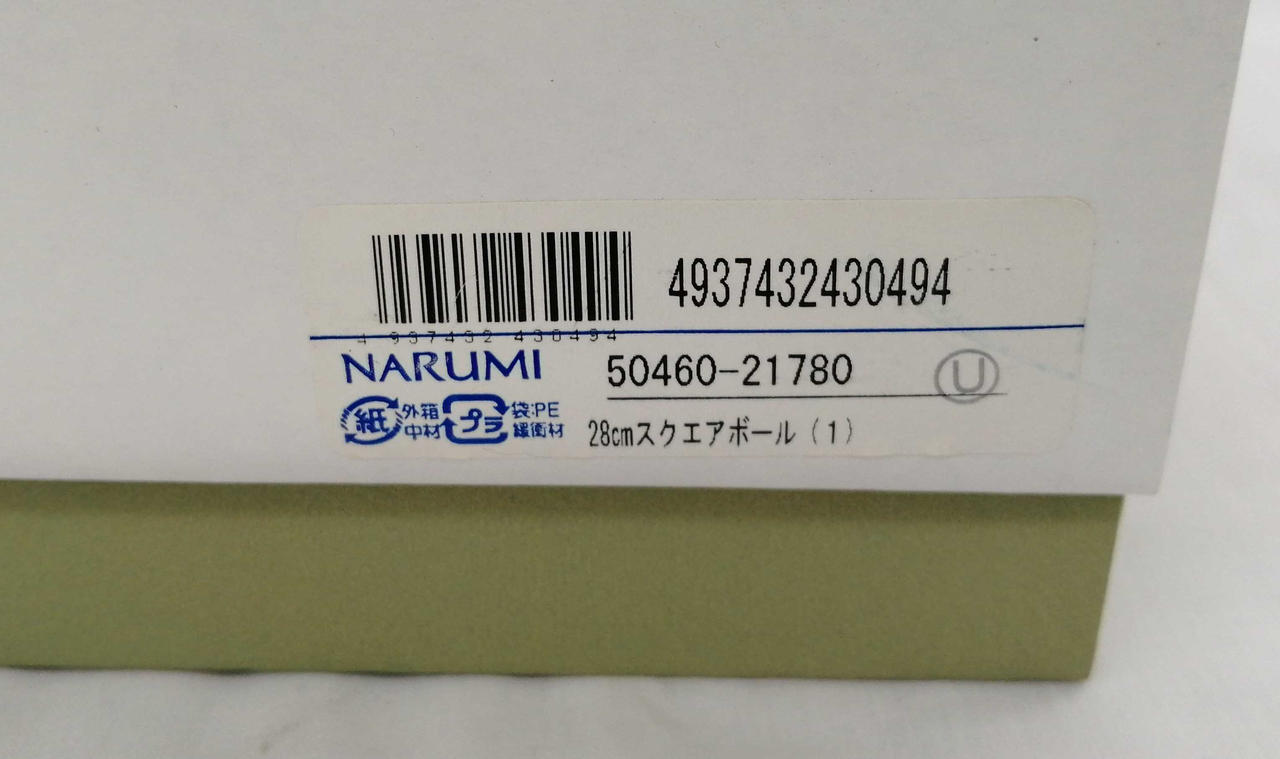 4937432430494
4 937432 430494
NARUMI
50460-21780
U
紙 外箱 中材
プラ 袋:PE 緩衝材
28cmスクエアボール(1)